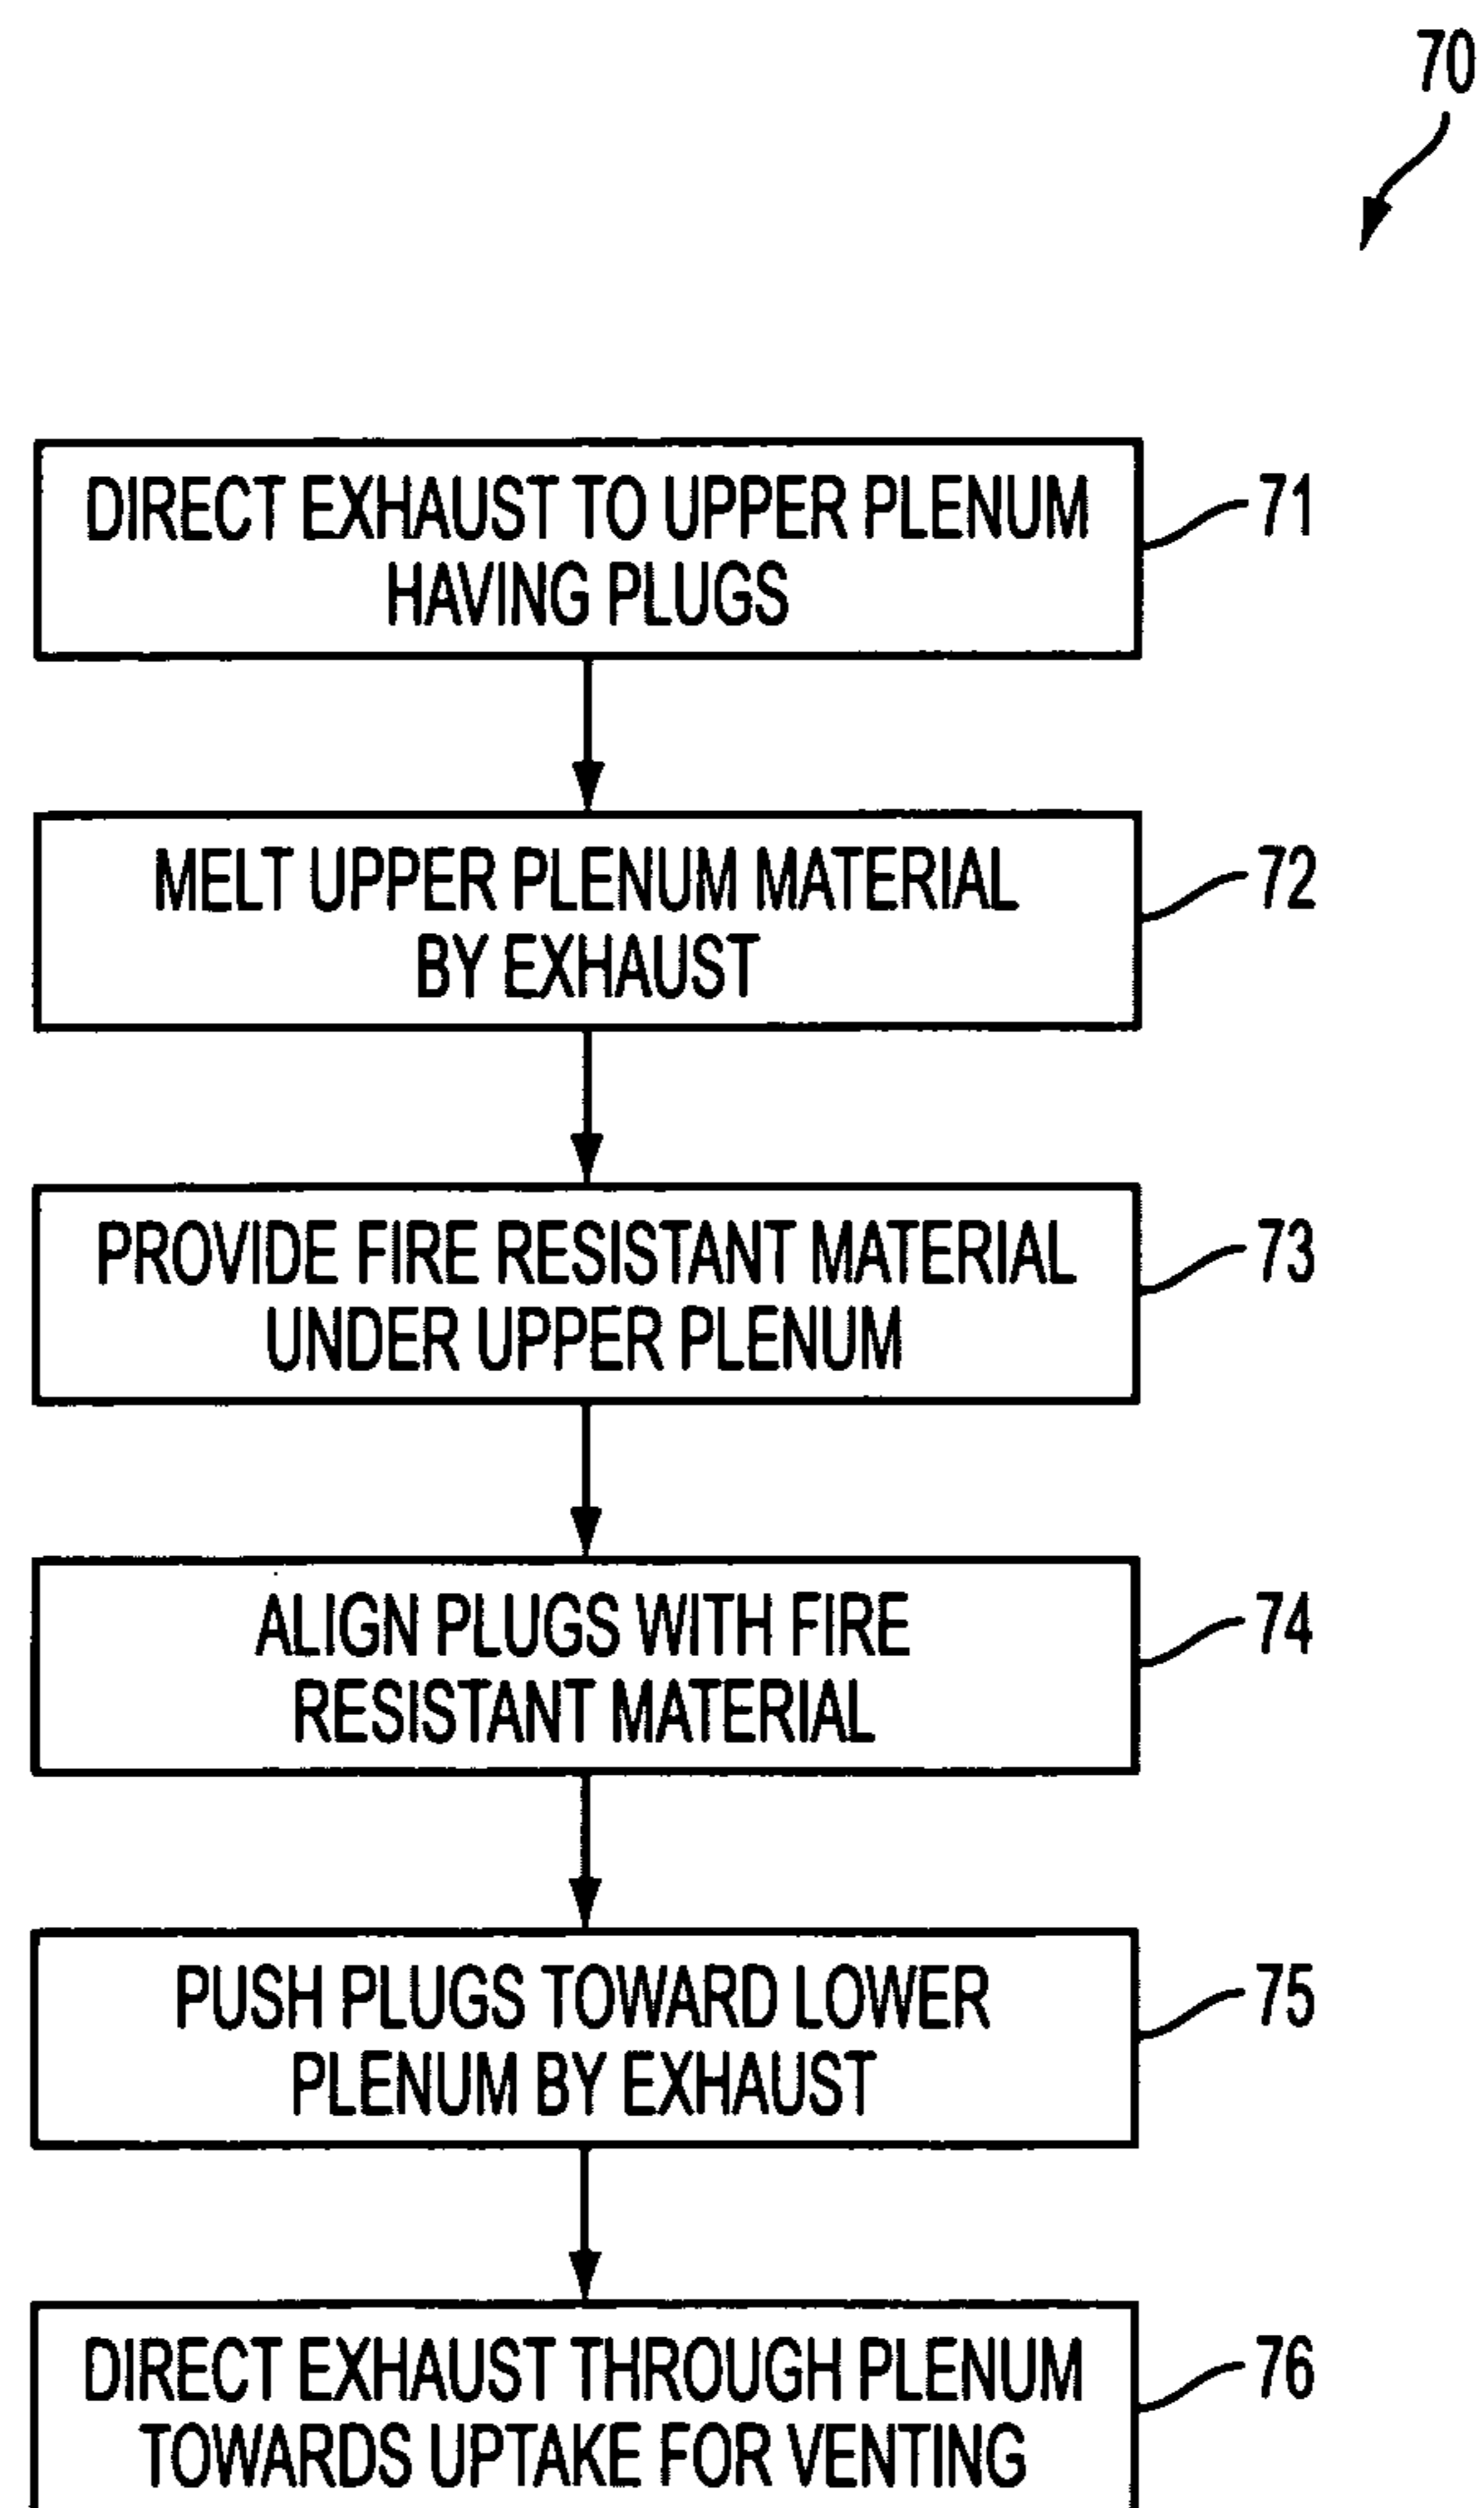 70
DIRECT EXHAUST TO UPPER PLENUM
HAVING PLUGS
71
MELT UPPER PLENUM MATERIAL
BY EXHAUST
72
PROVIDE FIRE RESISTANT MATERIAL
UNDER UPPER PLENUM
73
ALIGN PLUGS WITH FIRE
RESISTANT MATERIAL
74
PUSH PLUGS TOWARD LOWER
PLENUM BY EXHAUST
75
DIRECT EXHAUST THROUGH PLENUM
TOWARDS UPTAKE FOR VENTING
76